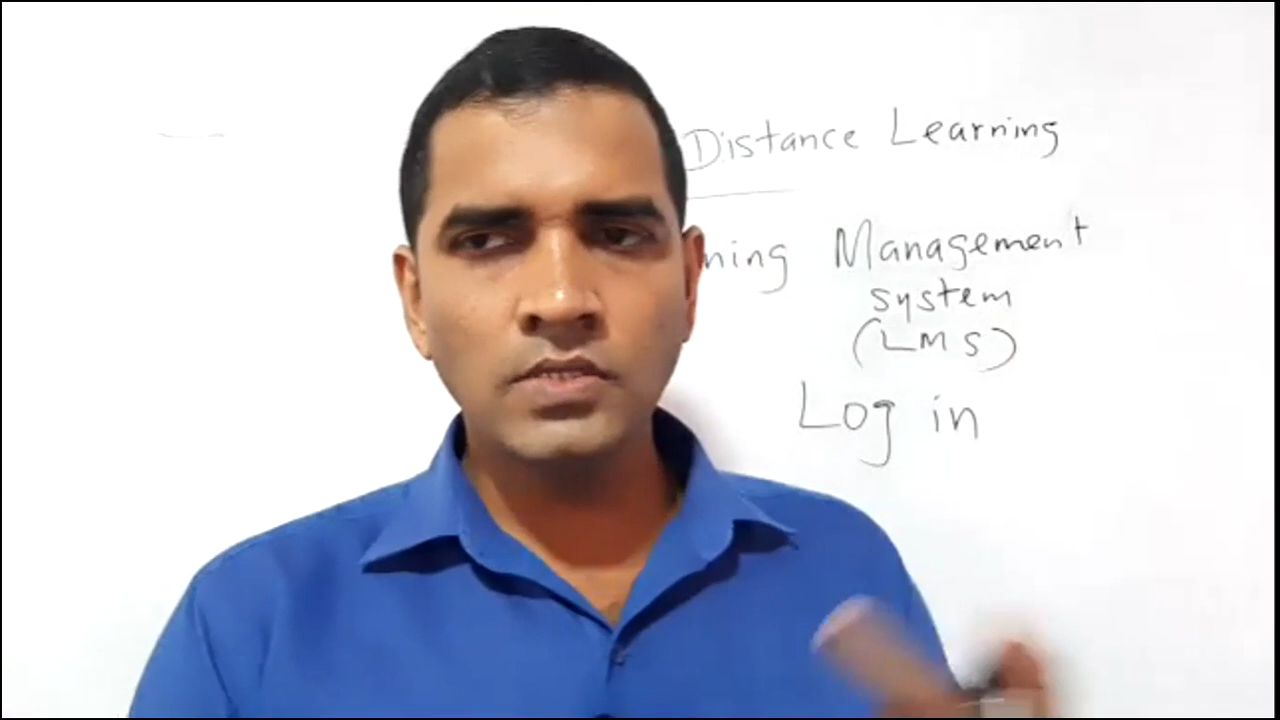 Distance Learning
ning Management
system
(LMS)
Log in